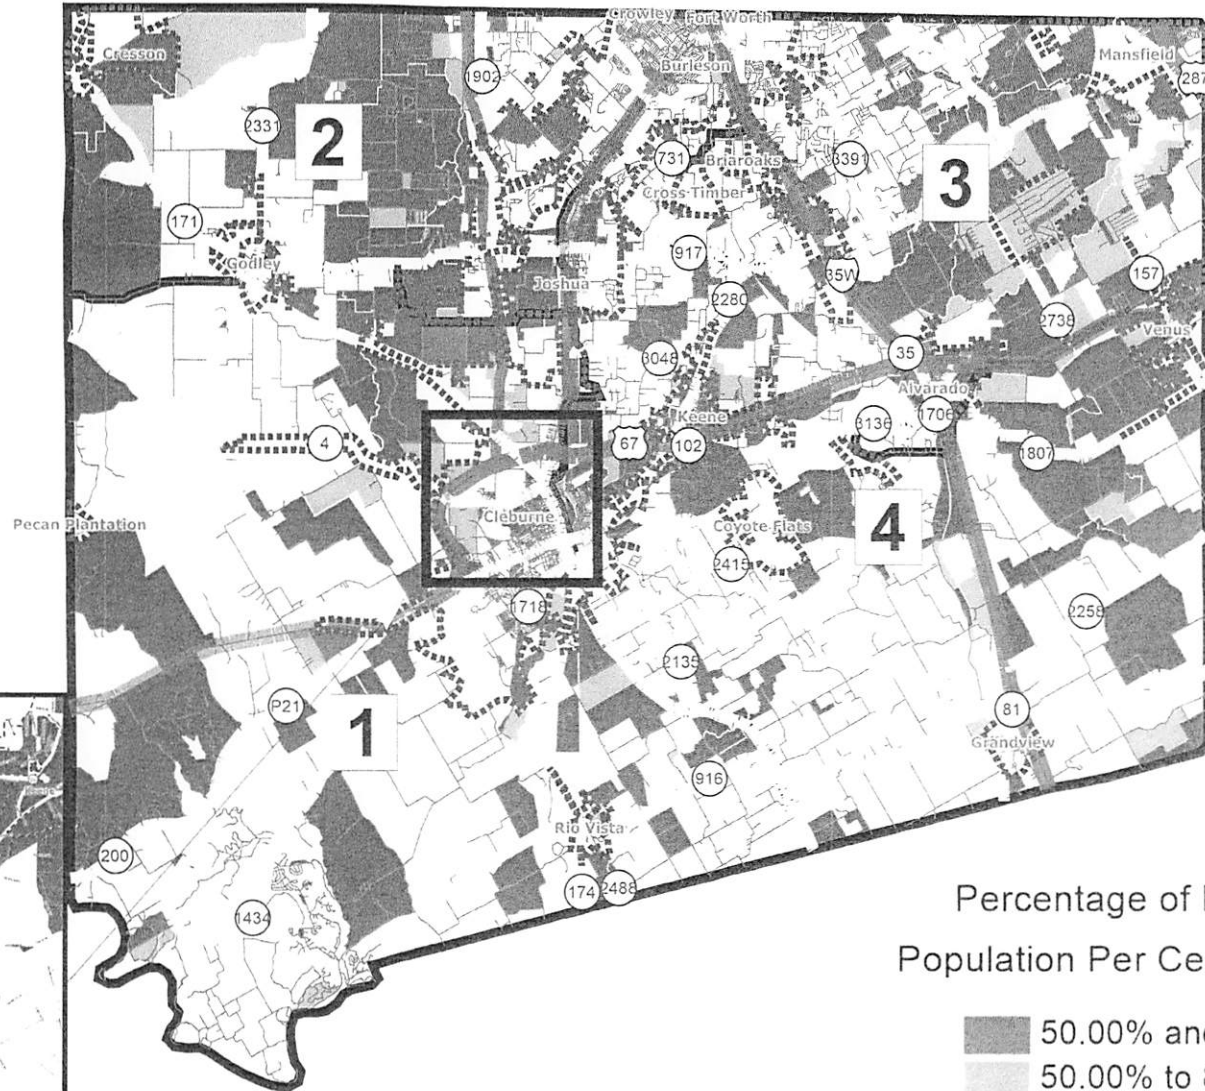 Crowley Fort Worth
Cresson
Burleson
Mansfield
1902
287
2331
2
731
Briaroaks
3391
3
Cross Timber
171
917
Godley
35W
157
Joshua
2280
2738
Venus
3048
35
Alvarado
Keene
1706
3136
4
67
102
1807
Pecan Plantation
Cleburne
Coyote Flats
4
2415
1718
2258
2135
P21
1
81
Grandview
916
Rio Vista
200
174
2488
1434
Percentage of
Population Per Ce
50.00% and
50.00% to